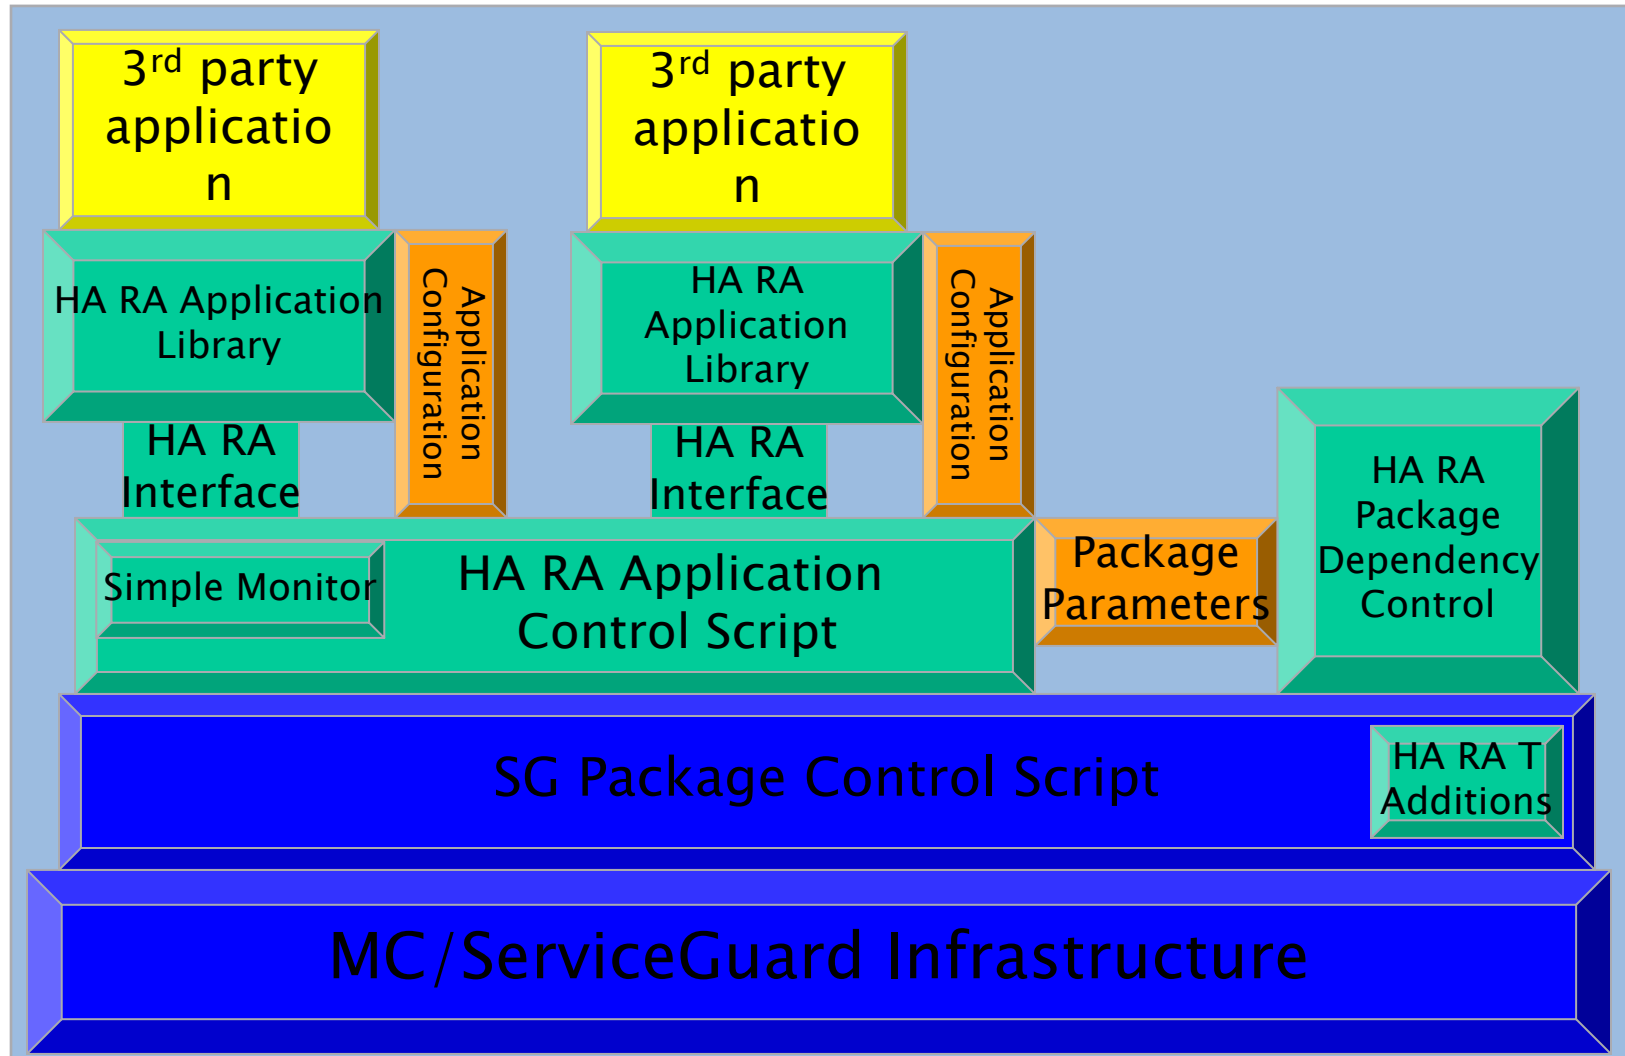 3rd party
applicatio
n
3rd party
applicatio
n
HA RA Application
Library
Application
Configuration
HA RA
Application
Library
Application
Configuration
HA RA
Interface
HA RA
Interface
HA RA
Package
Dependency
Control
Simple Monitor
HA RA Application
Control Script
Package
Parameters
SG Package Control Script
HA RA T
Additions
MC/ServiceGuard Infrastructure